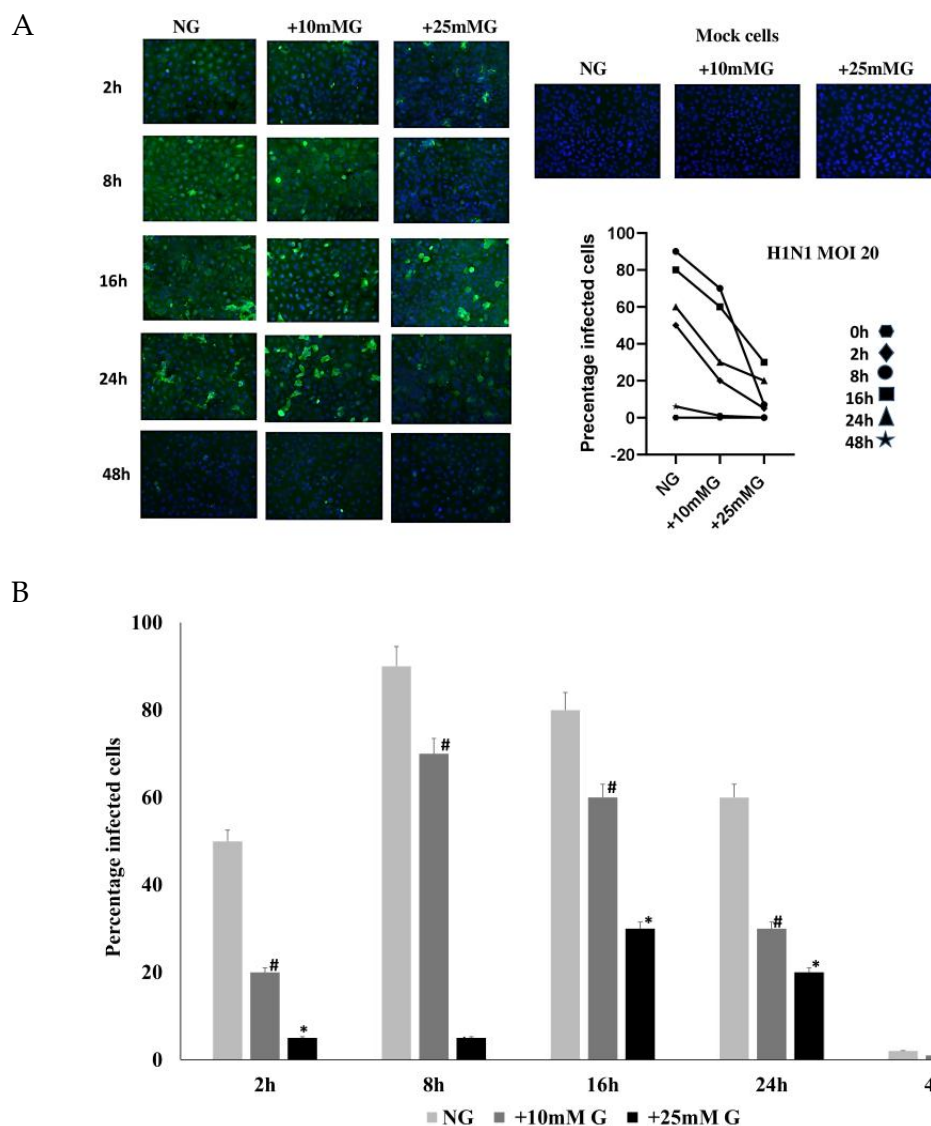 A
NG +10mMG +25mMG
2h
8h
16h
24h
48h
Mock cells
NG +10mMG +25mMG
H1N1 MOI 20
Precentage infected cells
100
80
60
40
20
0
-20
NG
+10mMG
+25mMG
0h
2h
8h
16h
24h
48h
B
Percentage infected cells
100
80
60
40
20
0
#
*
#
#
*
#
*
2h 8h 16h 24h 4
NG +10mM G +25mM G